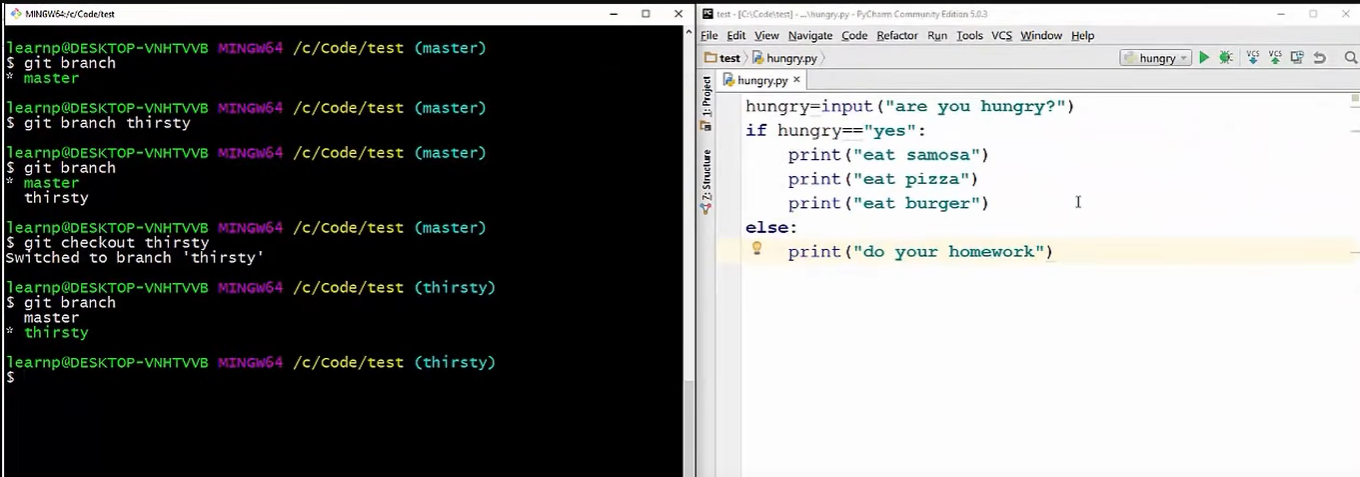 MINGW64:/c/Code/test
learnp@DESKTOP-VNHTVVB MINGW64 /c/Code/test (master)
$ git branch
* master
learnp@DESKTOP-VNHTVVB MINGW64 /c/Code/test (master)
$ git branch thirsty
learnp@DESKTOP-VNHTVVB MINGW64 /c/Code/test (master)
$ git branch
* master
thirsty
learnp@DESKTOP-VNHTVVB MINGW64 /c/Code/test (master)
$ git checkout thirsty
Switched to branch 'thirsty'
learnp@DESKTOP-VNHTVVB MINGW64 /c/Code/test (thirsty)
$ git branch
master
* thirsty
learnp@DESKTOP-VNHTVVB MINGW64 /c/Code/test (thirsty)
$
test - [C:\Code\test] - ...\hungry.py - PyCharm Community Edition 5.0.3
File Edit View Navigate Code Refactor Run Tools VCS Window Help
test hungry.py hungry VCS VCS
hungry.py
1: Project
7: Structure
hungry=input("are you hungry?")
if hungry=="yes":
print("eat samosa")
print("eat pizza")
print("eat burger")
else:
print("do your homework")